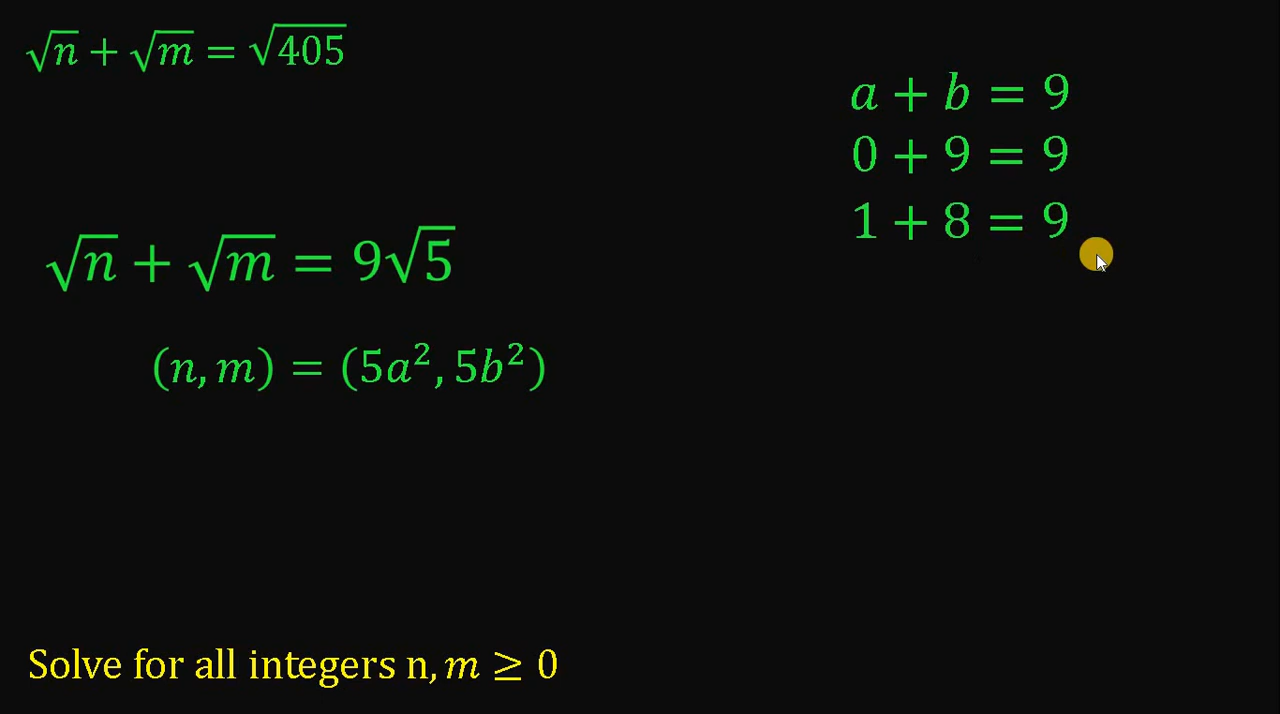 √n + √m = √405
a + b = 9
0 + 9 = 9
1 + 8 = 9
√n + √m = 9√5
(n, m) = (5a², 5b²)
Solve for all integers n, m ≥ 0